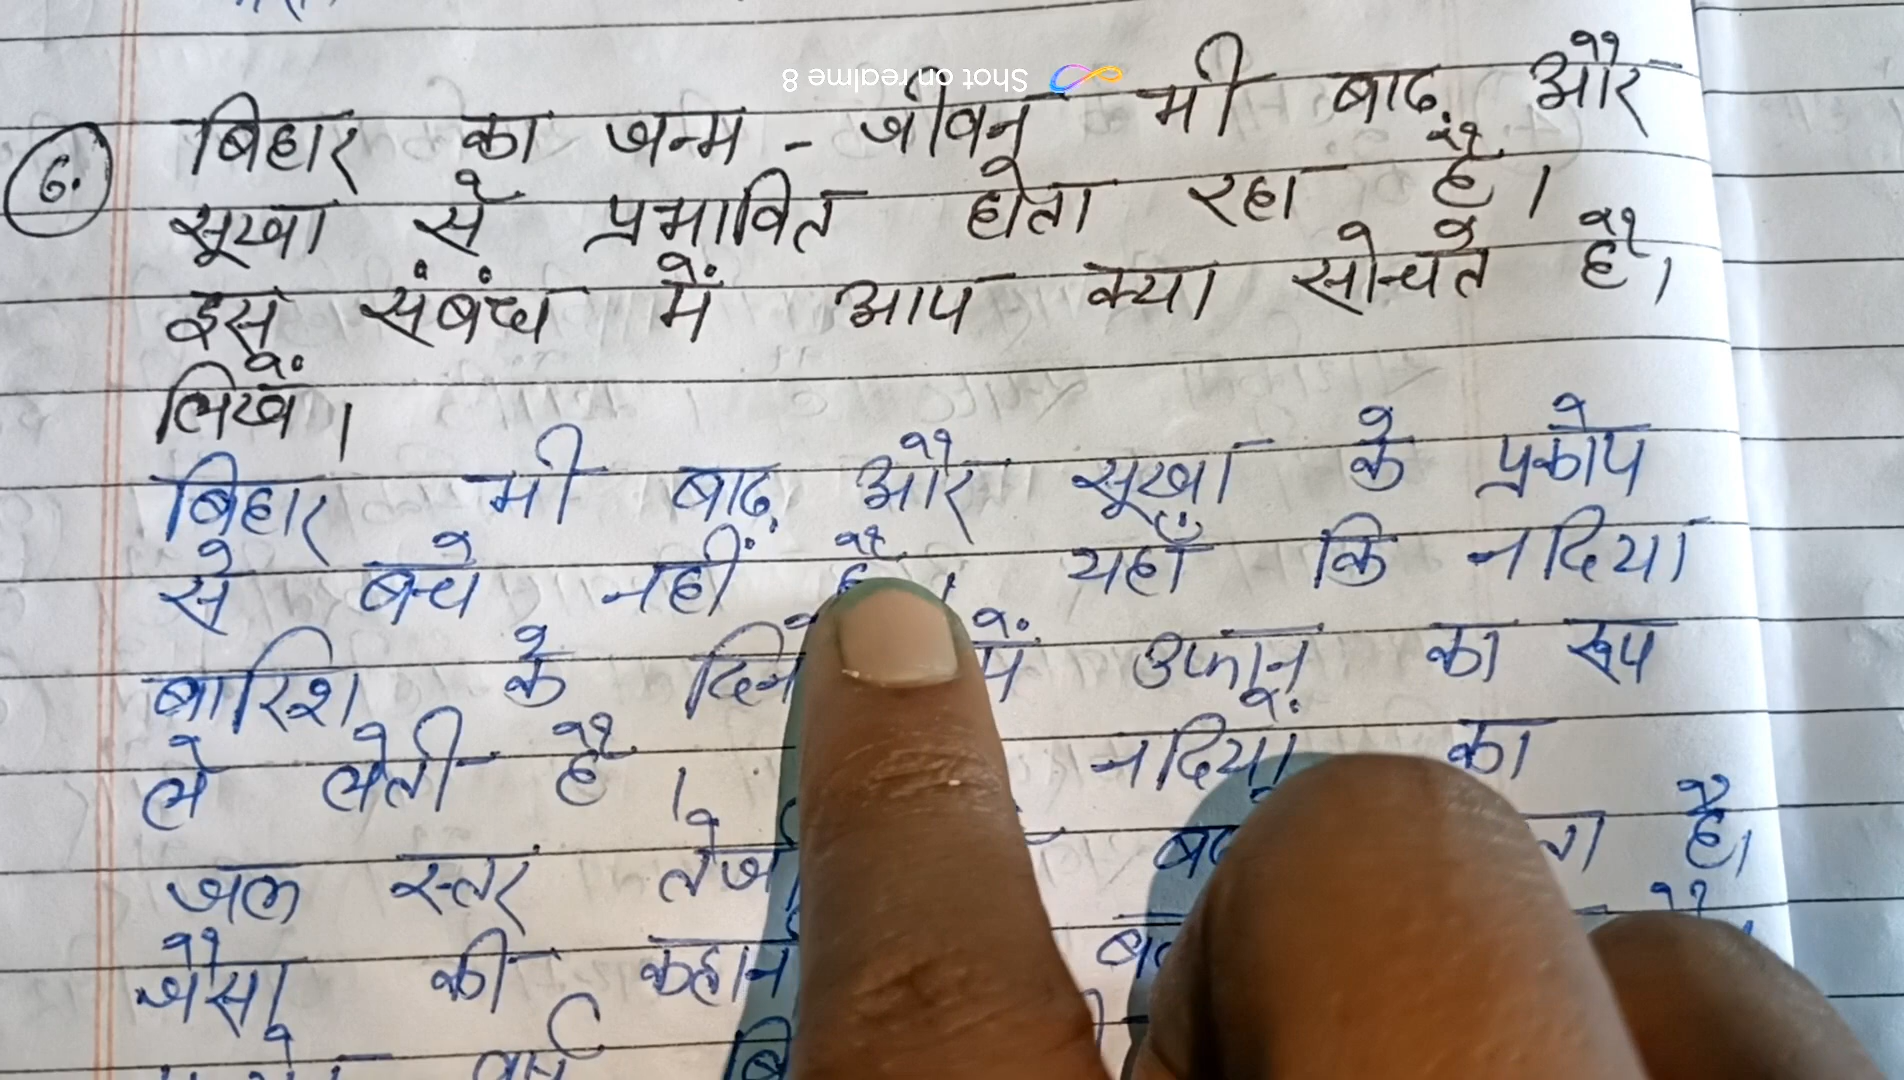 6. बिहार का जन्म - जीवन भी बाढ़ और
सूखा से प्रभावित होता रहा है।
इस संबंध में आप क्या सोचते है।
लिखें।
बिहार भी बाढ़ और सूखा के प्रकोप
से बचे नहीं है। यहाँ कि नदिया
बारिश के में उफान का रूप
ले लेती है। नदियों का
जल स्तर है।
जैसा की
वर्ष
Shot on realme 8